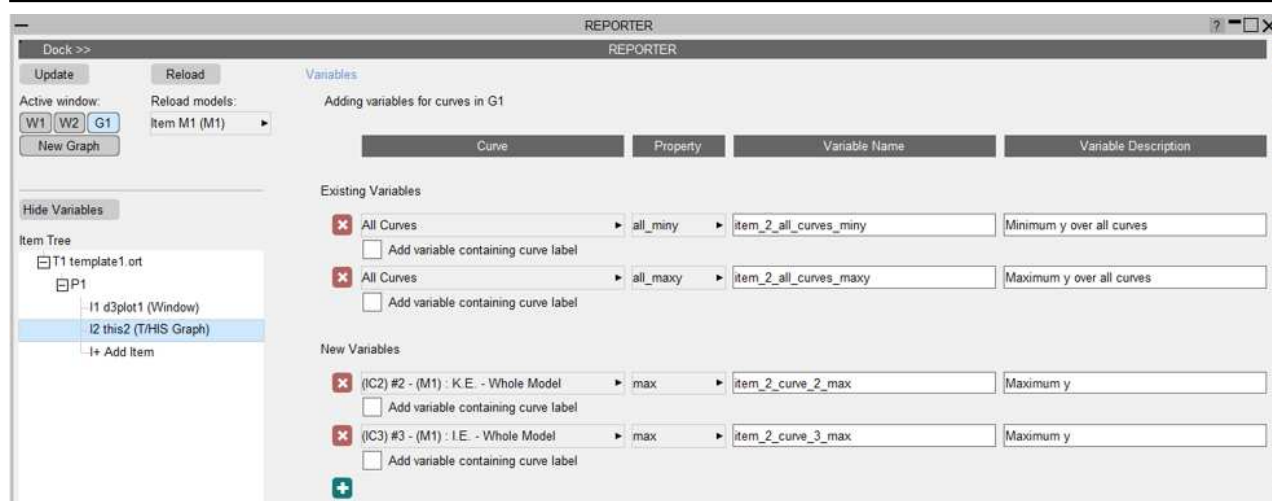 REPORTER
?
Dock >>
REPORTER
Update
Reload
Variables
Active window:
Reload models:
Adding variables for curves in G1
W1 W2 G1
Item M1 (M1)
New Graph
Curve
Property
Variable Name
Variable Description
Existing Variables
Hide Variables
All Curves
all_miny
item_2_all_curves_miny
Minimum y over all curves
Item Tree
Add variable containing curve label
T1 template1.ort
All Curves
all_maxy
item_2_all_curves_maxy
Maximum y over all curves
P1
Add variable containing curve label
I1 d3plot1 (Window)
I2 this2 (T/HIS Graph)
I+ Add Item
New Variables
(IC2) #2 - (M1) : K.E. - Whole Model
max
item_2_curve_2_max
Maximum y
Add variable containing curve label
(IC3) #3 - (M1) : I.E. - Whole Model
max
item_2_curve_3_max
Maximum y
Add variable containing curve label